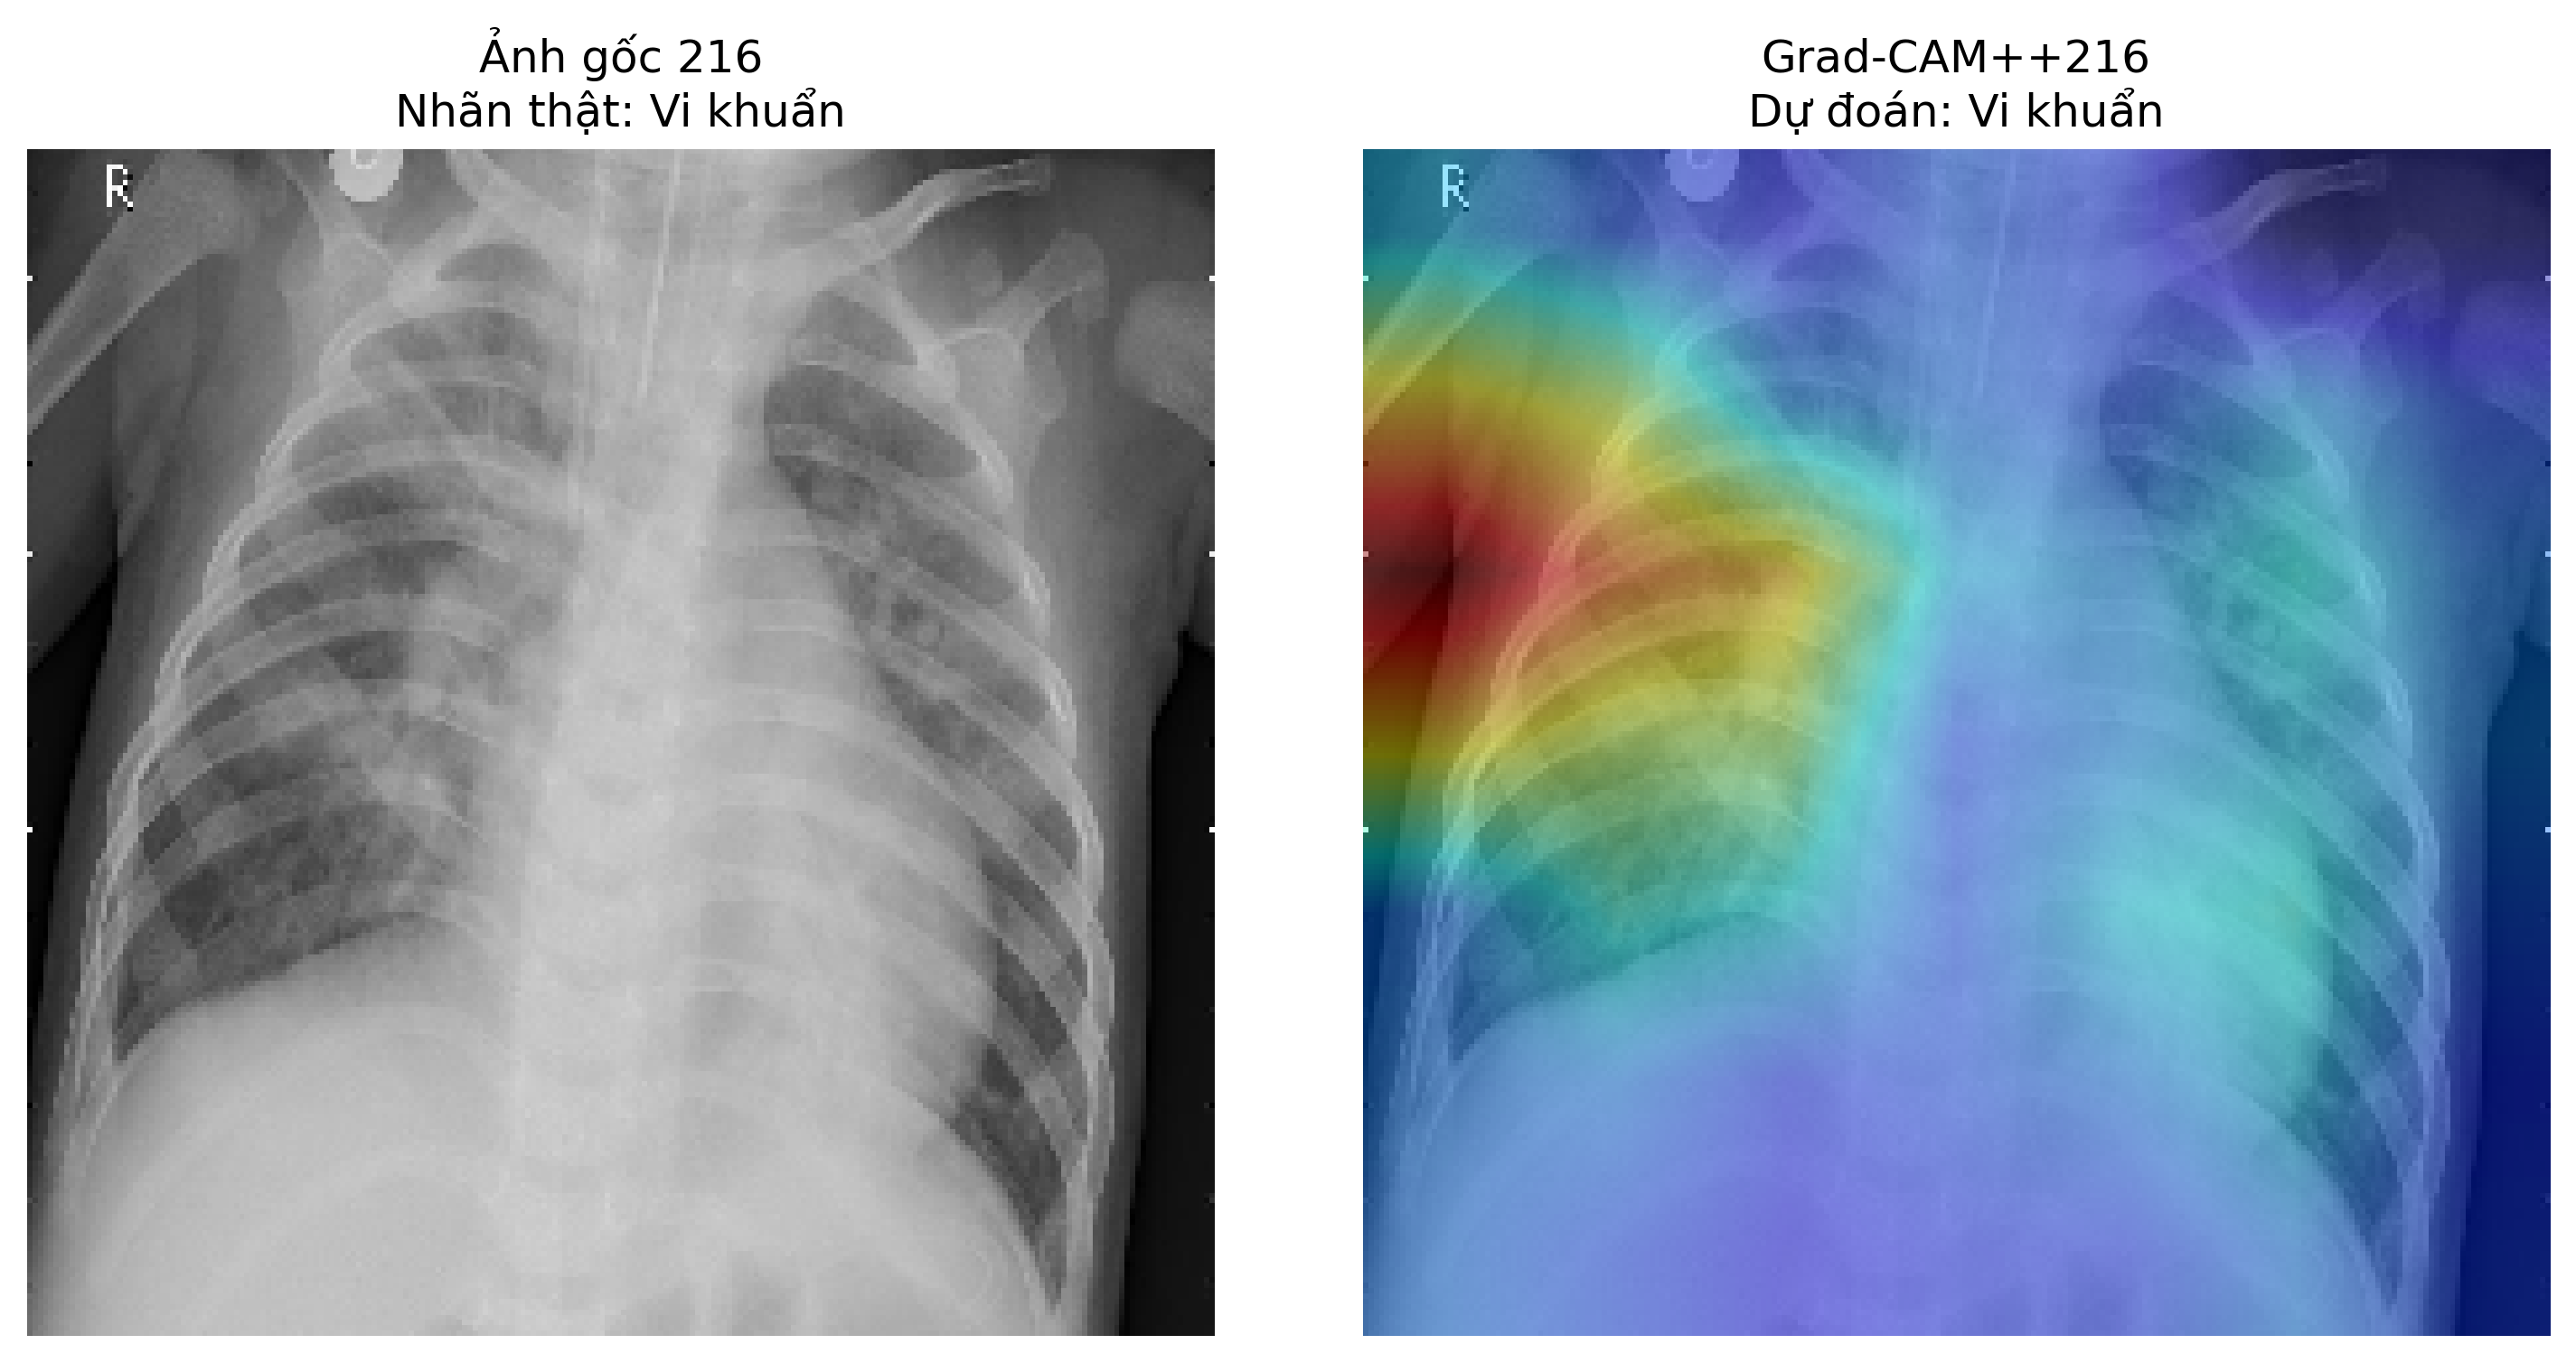 Ảnh gốc 216
Nhãn thật: Vi khuẩn
R
Grad-CAM++216
Dự đoán: Vi khuẩn
R